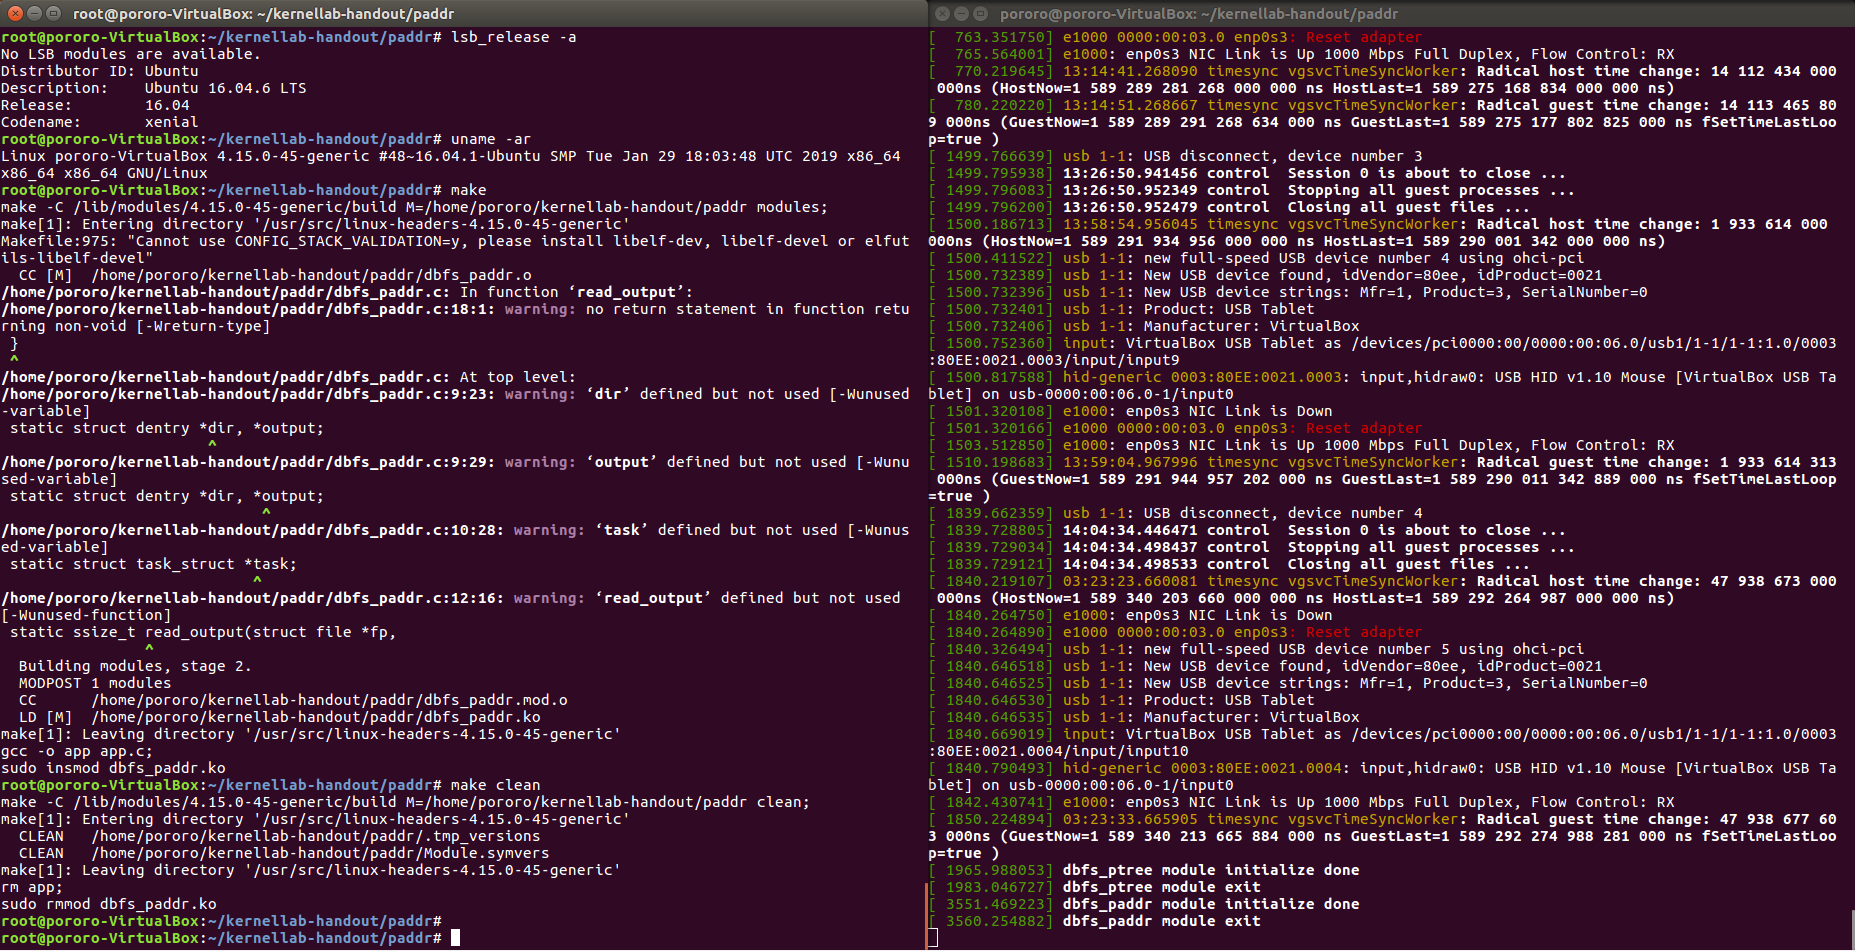 root@pororo-VirtualBox: ~/kernellab-handout/paddr
root@pororo-VirtualBox:~/kernellab-handout/paddr# lsb_release -a
No LSB modules are available.
Distributor ID: Ubuntu
Description:    Ubuntu 16.04.6 LTS
Release:        16.04
Codename:       xenial
root@pororo-VirtualBox:~/kernellab-handout/paddr# uname -ar
Linux pororo-VirtualBox 4.15.0-45-generic #48~16.04.1-Ubuntu SMP Tue Jan 29 18:03:48 UTC 2019 x86_64
x86_64 x86_64 GNU/Linux
root@pororo-VirtualBox:~/kernellab-handout/paddr# make
make -C /lib/modules/4.15.0-45-generic/build M=/home/pororo/kernellab-handout/paddr modules;
make[1]: Entering directory '/usr/src/linux-headers-4.15.0-45-generic'
Makefile:975: "Cannot use CONFIG_STACK_VALIDATION=y, please install libelf-dev, libelf-devel or elfut
ils-libelf-devel"
  CC [M]  /home/pororo/kernellab-handout/paddr/dbfs_paddr.o
/home/pororo/kernellab-handout/paddr/dbfs_paddr.c: In function ‘read_output’:
/home/pororo/kernellab-handout/paddr/dbfs_paddr.c:18:1: warning: no return statement in function retu
rning non-void [-Wreturn-type]
 }
 ^
/home/pororo/kernellab-handout/paddr/dbfs_paddr.c: At top level:
/home/pororo/kernellab-handout/paddr/dbfs_paddr.c:9:23: warning: ‘dir’ defined but not used [-Wunused
-variable]
 static struct dentry *dir, *output;
                       ^
/home/pororo/kernellab-handout/paddr/dbfs_paddr.c:9:29: warning: ‘output’ defined but not used [-Wunu
sed-variable]
 static struct dentry *dir, *output;
                             ^
/home/pororo/kernellab-handout/paddr/dbfs_paddr.c:10:28: warning: ‘task’ defined but not used [-Wunus
ed-variable]
 static struct task_struct *task;
                            ^
/home/pororo/kernellab-handout/paddr/dbfs_paddr.c:12:16: warning: ‘read_output’ defined but not used
[-Wunused-function]
 static ssize_t read_output(struct file *fp,
                ^
  Building modules, stage 2.
  MODPOST 1 modules
  CC      /home/pororo/kernellab-handout/paddr/dbfs_paddr.mod.o
  LD [M]  /home/pororo/kernellab-handout/paddr/dbfs_paddr.ko
make[1]: Leaving directory '/usr/src/linux-headers-4.15.0-45-generic'
gcc -o app app.c;
sudo insmod dbfs_paddr.ko
root@pororo-VirtualBox:~/kernellab-handout/paddr# make clean
make -C /lib/modules/4.15.0-45-generic/build M=/home/pororo/kernellab-handout/paddr clean;
make[1]: Entering directory '/usr/src/linux-headers-4.15.0-45-generic'
  CLEAN   /home/pororo/kernellab-handout/paddr/.tmp_versions
  CLEAN   /home/pororo/kernellab-handout/paddr/Module.symvers
make[1]: Leaving directory '/usr/src/linux-headers-4.15.0-45-generic'
rm app;
sudo rmmod dbfs_paddr.ko
root@pororo-VirtualBox:~/kernellab-handout/paddr#
root@pororo-VirtualBox:~/kernellab-handout/paddr#
pororo@pororo-VirtualBox: ~/kernellab-handout/paddr
[  763.351750] e1000 0000:00:03.0 enp0s3: Reset adapter
[  765.564001] e1000: enp0s3 NIC Link is Up 1000 Mbps Full Duplex, Flow Control: RX
[  770.219645] 13:14:41.268090 timesync vgsvcTimeSyncWorker: Radical host time change: 14 112 434 000
 000ns (HostNow=1 589 289 281 268 000 000 ns HostLast=1 589 275 168 834 000 000 ns)
[  780.220220] 13:14:51.268667 timesync vgsvcTimeSyncWorker: Radical guest time change: 14 113 465 80
9 000ns (GuestNow=1 589 289 291 268 634 000 ns GuestLast=1 589 275 177 802 825 000 ns fSetTimeLastLoo
p=true )
[ 1499.766639] usb 1-1: USB disconnect, device number 3
[ 1499.795938] 13:26:50.941456 control  Session 0 is about to close ...
[ 1499.796083] 13:26:50.952349 control  Stopping all guest processes ...
[ 1499.796200] 13:26:50.952479 control  Closing all guest files ...
[ 1500.186713] 13:58:54.956045 timesync vgsvcTimeSyncWorker: Radical host time change: 1 933 614 000
000ns (HostNow=1 589 291 934 956 000 000 ns HostLast=1 589 290 001 342 000 000 ns)
[ 1500.411522] usb 1-1: new full-speed USB device number 4 using ohci-pci
[ 1500.732389] usb 1-1: New USB device found, idVendor=80ee, idProduct=0021
[ 1500.732396] usb 1-1: New USB device strings: Mfr=1, Product=3, SerialNumber=0
[ 1500.732401] usb 1-1: Product: USB Tablet
[ 1500.732406] usb 1-1: Manufacturer: VirtualBox
[ 1500.752360] input: VirtualBox USB Tablet as /devices/pci0000:00/0000:00:06.0/usb1/1-1/1-1:1.0/0003
:80EE:0021.0003/input/input9
[ 1500.817588] hid-generic 0003:80EE:0021.0003: input,hidraw0: USB HID v1.10 Mouse [VirtualBox USB Ta
blet] on usb-0000:00:06.0-1/input0
[ 1501.320108] e1000: enp0s3 NIC Link is Down
[ 1501.320166] e1000 0000:00:03.0 enp0s3: Reset adapter
[ 1503.512850] e1000: enp0s3 NIC Link is Up 1000 Mbps Full Duplex, Flow Control: RX
[ 1510.198683] 13:59:04.967996 timesync vgsvcTimeSyncWorker: Radical guest time change: 1 933 614 313
 000ns (GuestNow=1 589 291 944 957 202 000 ns GuestLast=1 589 290 011 342 889 000 ns fSetTimeLastLoop
=true )
[ 1839.662359] usb 1-1: USB disconnect, device number 4
[ 1839.728805] 14:04:34.446471 control  Session 0 is about to close ...
[ 1839.729034] 14:04:34.498437 control  Stopping all guest processes ...
[ 1839.729121] 14:04:34.498533 control  Closing all guest files ...
[ 1840.219107] 03:23:23.660081 timesync vgsvcTimeSyncWorker: Radical host time change: 47 938 673 000
 000ns (HostNow=1 589 340 203 660 000 000 ns HostLast=1 589 292 264 987 000 000 ns)
[ 1840.264750] e1000: enp0s3 NIC Link is Down
[ 1840.264890] e1000 0000:00:03.0 enp0s3: Reset adapter
[ 1840.326494] usb 1-1: new full-speed USB device number 5 using ohci-pci
[ 1840.646518] usb 1-1: New USB device found, idVendor=80ee, idProduct=0021
[ 1840.646525] usb 1-1: New USB device strings: Mfr=1, Product=3, SerialNumber=0
[ 1840.646530] usb 1-1: Product: USB Tablet
[ 1840.646535] usb 1-1: Manufacturer: VirtualBox
[ 1840.669019] input: VirtualBox USB Tablet as /devices/pci0000:00/0000:00:06.0/usb1/1-1/1-1:1.0/0003
:80EE:0021.0004/input/input10
[ 1840.790493] hid-generic 0003:80EE:0021.0004: input,hidraw0: USB HID v1.10 Mouse [VirtualBox USB Ta
blet] on usb-0000:00:06.0-1/input0
[ 1842.430741] e1000: enp0s3 NIC Link is Up 1000 Mbps Full Duplex, Flow Control: RX
[ 1850.224894] 03:23:33.665905 timesync vgsvcTimeSyncWorker: Radical guest time change: 47 938 677 60
3 000ns (GuestNow=1 589 340 213 665 884 000 ns GuestLast=1 589 292 274 988 281 000 ns fSetTimeLastLoo
p=true )
[ 1965.988053] dbfs_ptree module initialize done
[ 1983.046727] dbfs_ptree module exit
[ 3551.469223] dbfs_paddr module initialize done
[ 3560.254882] dbfs_paddr module exit